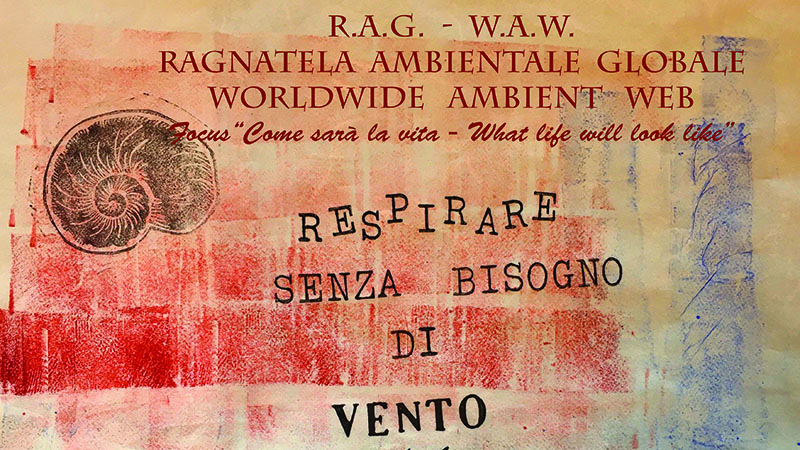 R.A.G. - W.A.W.
RAGNATELA AMBIENTALE GLOBALE
WORLDWIDE AMBIENT WEB
Focus "Come sarà la vita - What life will look like"
RESPIRARE
SENZA BISOGNO
DI
VENTO